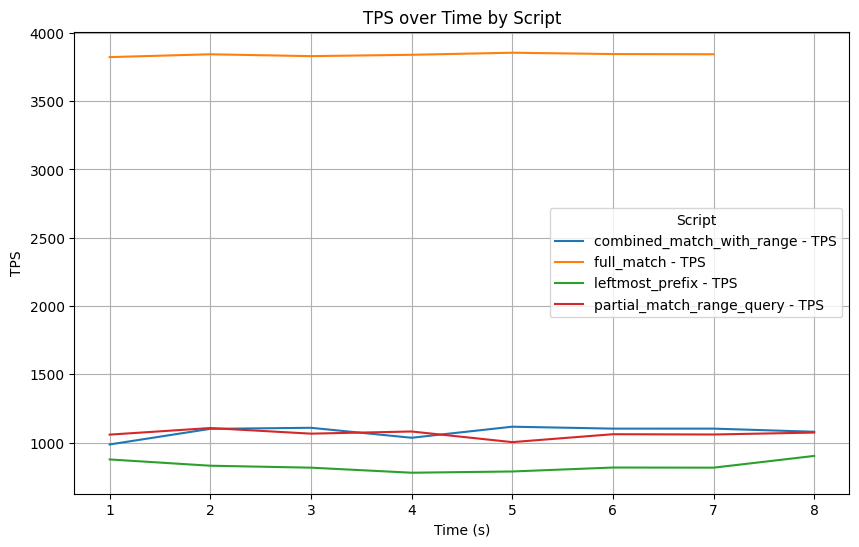 TPS over Time by Script
TPS
4000
3500
3000
2500
2000
1500
1000
Script
combined_match_with_range - TPS
full_match - TPS
leftmost_prefix - TPS
partial_match_range_query - TPS
1 2 3 4 5 6 7 8
Time (s)